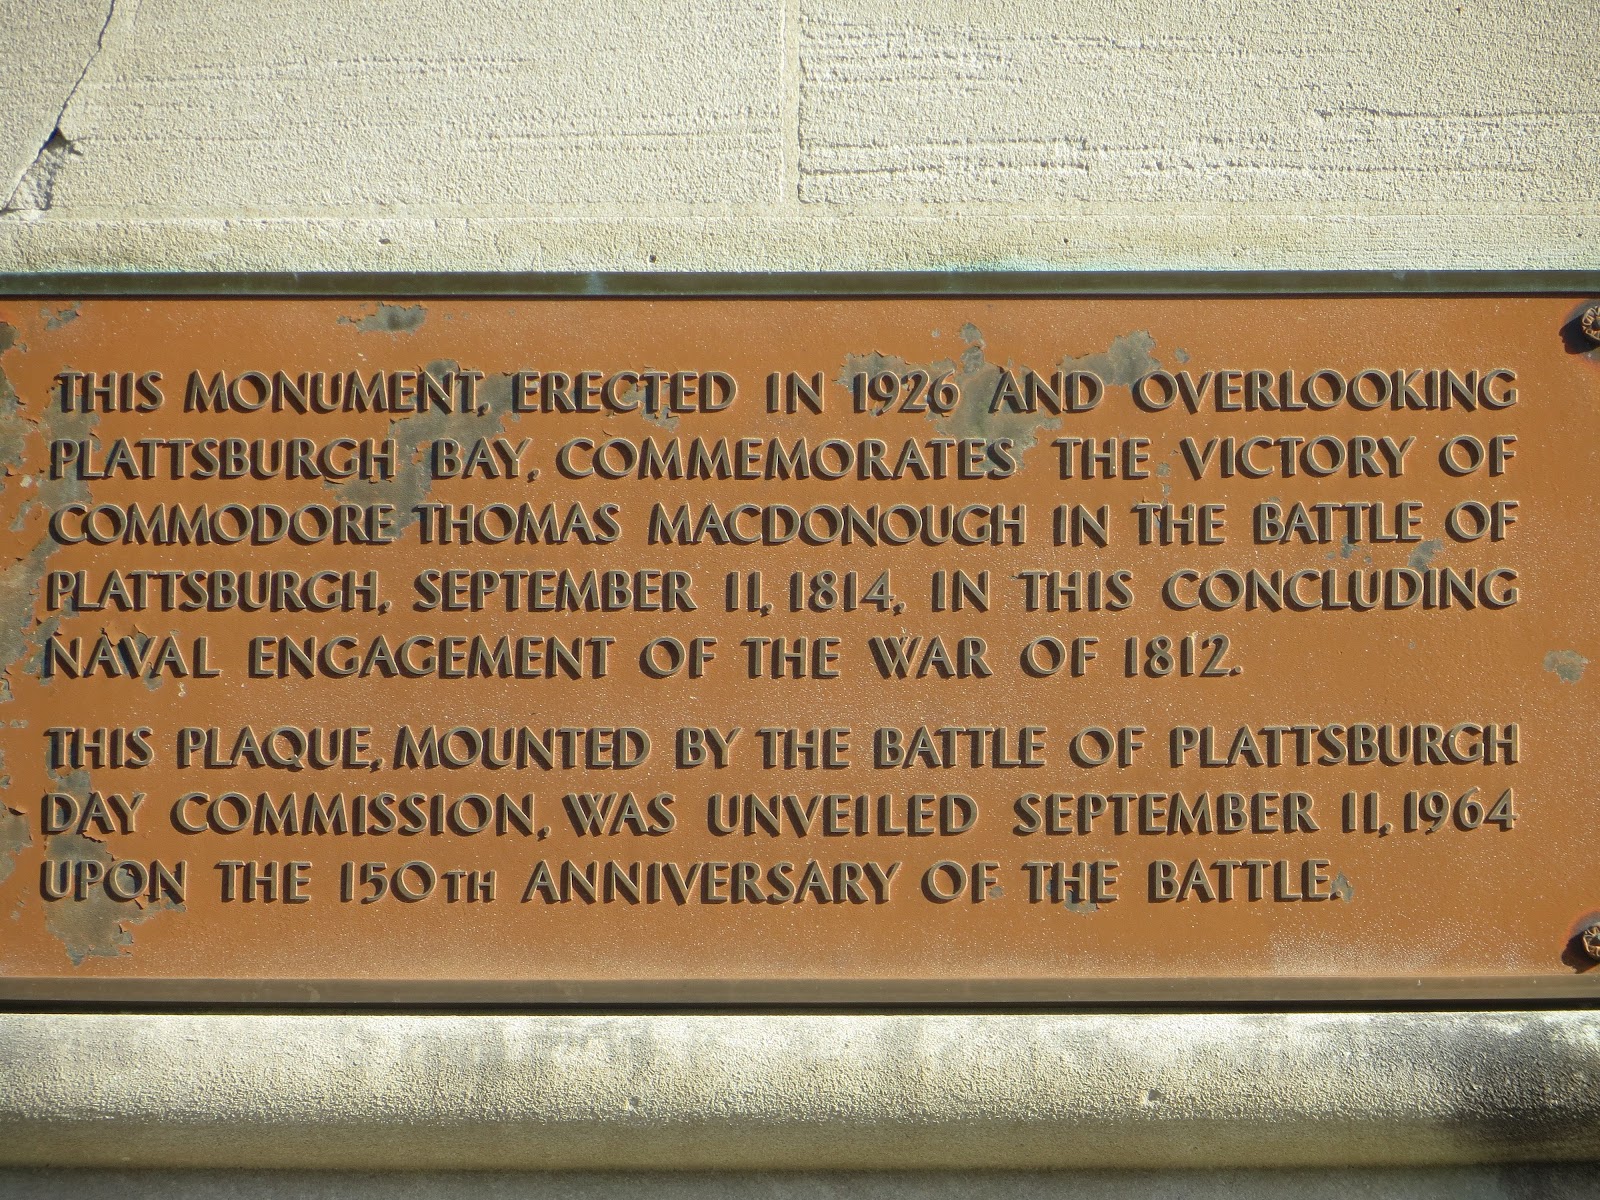 THIS MONUMENT, ERECTED IN 1926 AND OVERLOOKING
PLATTSBURGH BAY, COMMEMORATES THE VICTORY OF
COMMODORE THOMAS MACDONOUGH IN THE BATTLE OF
PLATTSBURGH, SEPTEMBER 11, 1814, IN THIS CONCLUDING
NAVAL ENGAGEMENT OF THE WAR OF 1812.
THIS PLAQUE, MOUNTED BY THE BATTLE OF PLATTSBURGH
DAY COMMISSION, WAS UNVEILED SEPTEMBER 11, 1964
UPON THE 150TH ANNIVERSARY OF THE BATTLE.